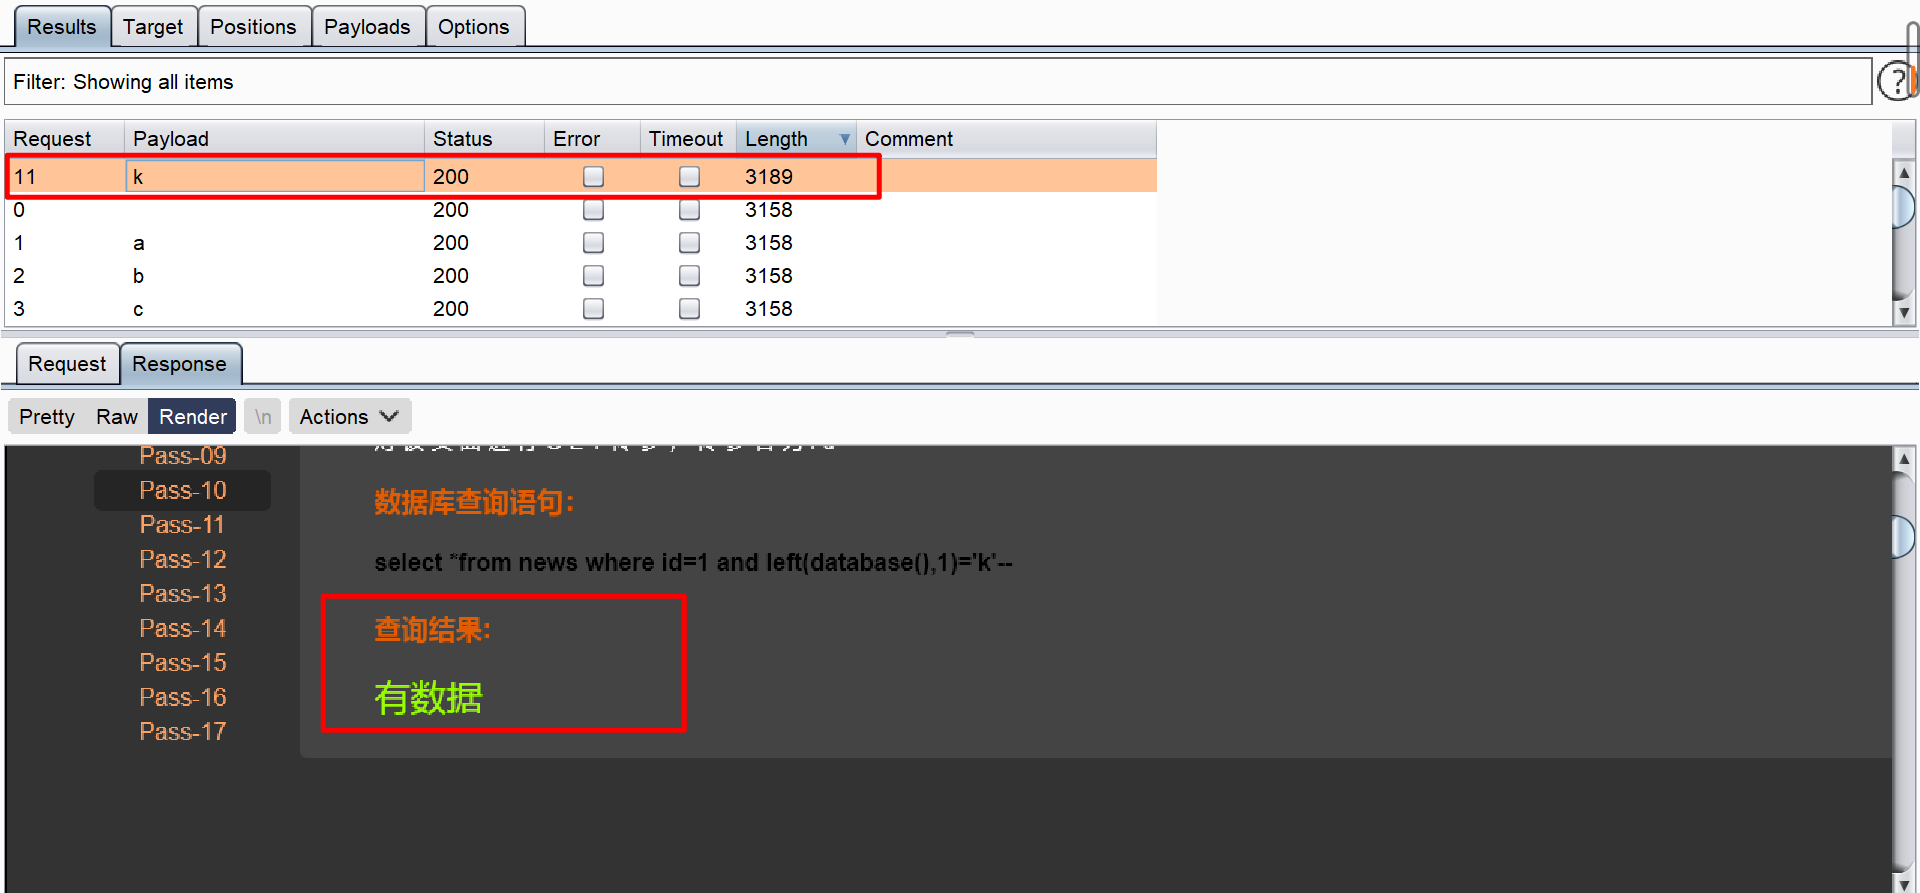 Results Target Positions Payloads Options
Filter: Showing all items
?
Request Payload Status Error Timeout Length Comment
11 k 200 3189
0 200 3158
1 a 200 3158
2 b 200 3158
3 c 200 3158
Request Response
Pretty Raw Render \n Actions
Pass-09
Pass-10
Pass-11
Pass-12
Pass-13
Pass-14
Pass-15
Pass-16
Pass-17
数据库查询语句:
select *from news where id=1 and left(database(),1)='k'--
查询结果:
有数据